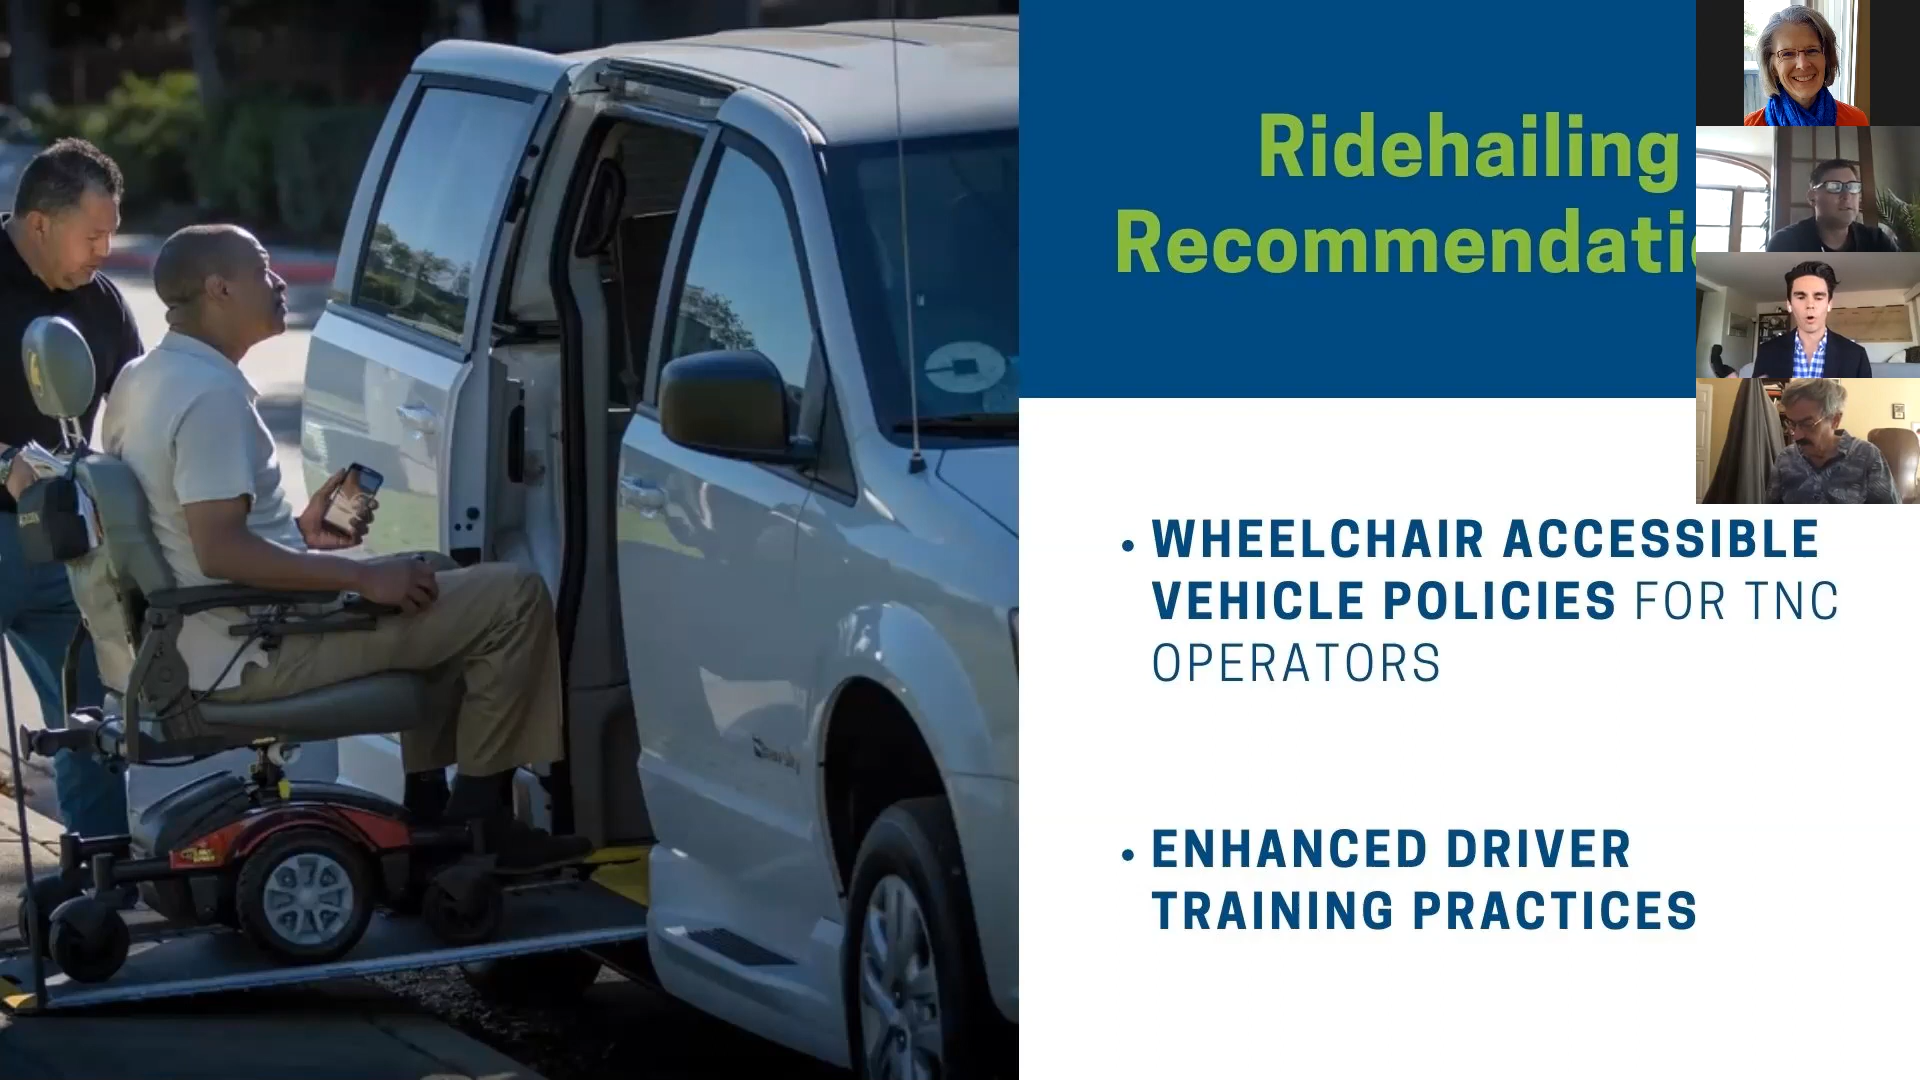 Ridehailing
Recommendati
• WHEELCHAIR ACCESSIBLE
VEHICLE POLICIES FOR TNC
OPERATORS
• ENHANCED DRIVER
TRAINING PRACTICES